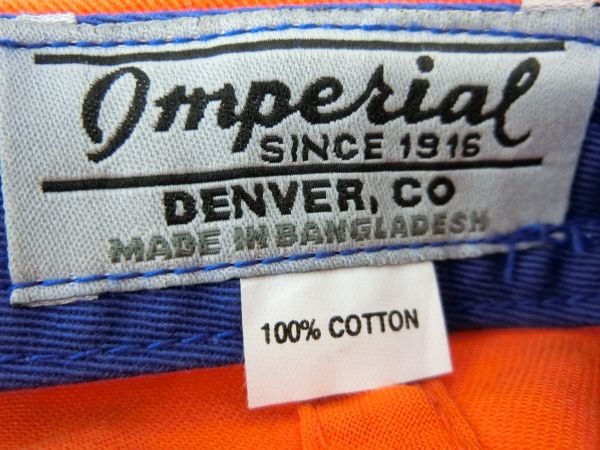 Imperial
SINCE 1916
DENVER, CO
MADE IN BANGLADESH
100% COTTON